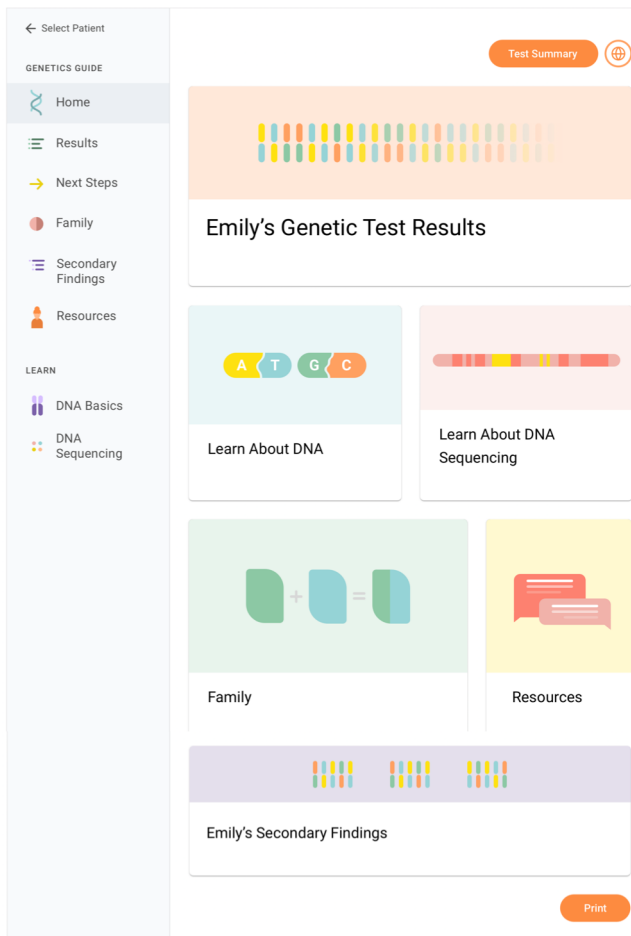 Select Patient
GENETICS GUIDE
Home
Results
Next Steps
Family
Secondary
Findings
Resources
LEARN
DNA Basics
DNA
Sequencing
Test Summary
Emily's Genetic Test Results
A T G C
Learn About DNA
Learn About DNA
Sequencing
+ =
Family
Resources
Emily's Secondary Findings
Print